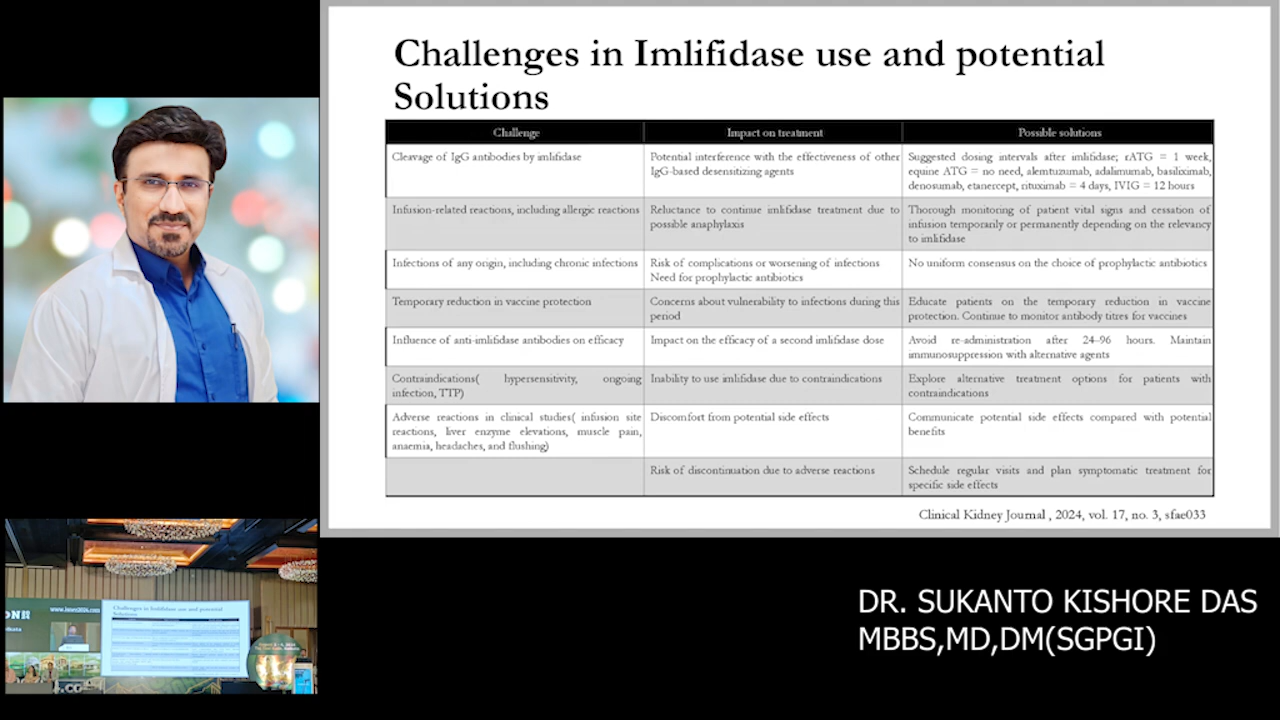 Challenges in Imlifidase use and potential
Solutions
Challenge Impact on treatment Possible solutions
Cleavage of IgG antibodies by imlifidase
Potential interference with the effectiveness of other
IgG-based desensitizing agents
Suggested dosing intervals after imlifidase; rATG = 1 week,
equine ATG = no need, alemtuzumab, adalimumab, basiliximab,
denosumab, etanercept, rituximab = 4 days, IVIG = 12 hours
Infusion-related reactions, including allergic reactions
Reluctance to continue imlifidase treatment due to
possible anaphylaxis
Thorough monitoring of patient vital signs and cessation of
infusion temporarily or permanently depending on the relevancy
to imlifidase
Infections of any origin, including chronic infections
Risk of complications or worsening of infections
Need for prophylactic antibiotics
No uniform consensus on the choice of prophylactic antibiotics
Temporary reduction in vaccine protection
Concerns about vulnerability to infections during this
period
Educate patients on the temporary reduction in vaccine
protection. Continue to monitor antibody titres for vaccines
Influence of anti-imlifidase antibodies on efficacy
Impact on the efficacy of a second imlifidase dose
Avoid re-administration after 24–96 hours. Maintain
immunosuppression with alternative agents
Contraindications( hypersensitivity, ongoing
infection, TTP)
Inability to use imlifidase due to contraindications
Explore alternative treatment options for patients with
contraindications
Adverse reactions in clinical studies( infusion site
reactions, liver enzyme elevations, muscle pain,
anaemia, headaches, and flushing)
Discomfort from potential side effects
Communicate potential side effects compared with potential
benefits
Risk of discontinuation due to adverse reactions
Schedule regular visits and plan symptomatic treatment for
specific side effects
Clinical Kidney Journal , 2024, vol. 17, no. 3, sfae033
Challenges in Imlifidase use and potential
Solutions
DR. SUKANTO KISHORE DAS
MBBS,MD,DM(SGPGI)